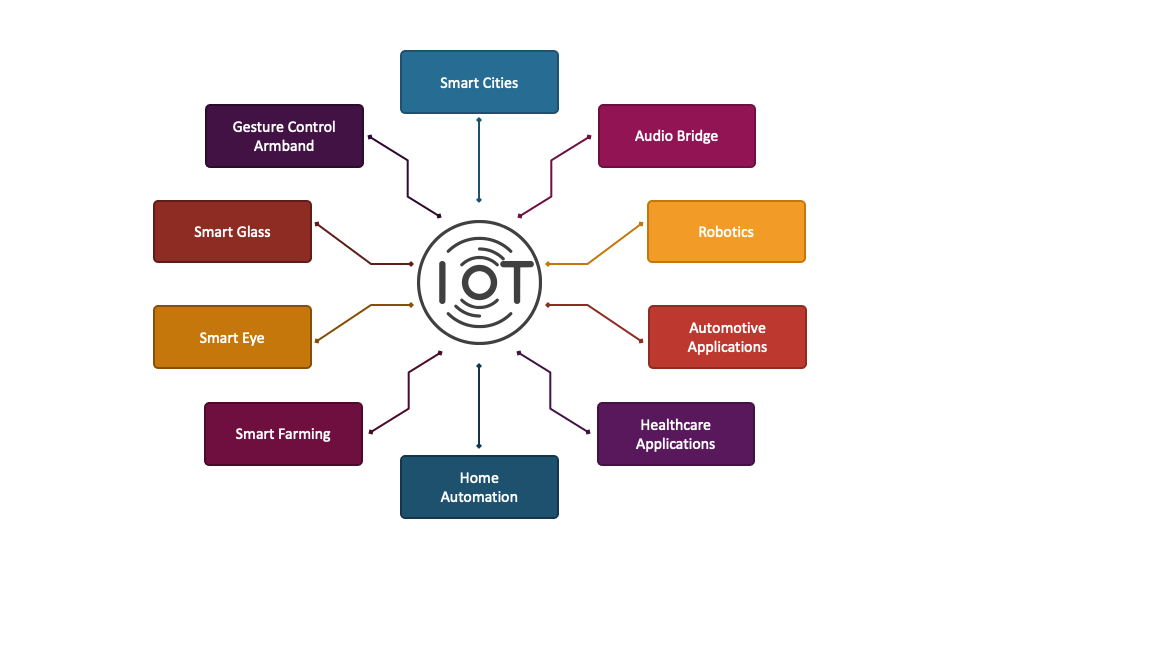 Smart Cities
Gesture Control
Armband
Audio Bridge
Smart Glass
Robotics
IOT
Smart Eye
Automotive
Applications
Smart Farming
Healthcare
Applications
Home
Automation